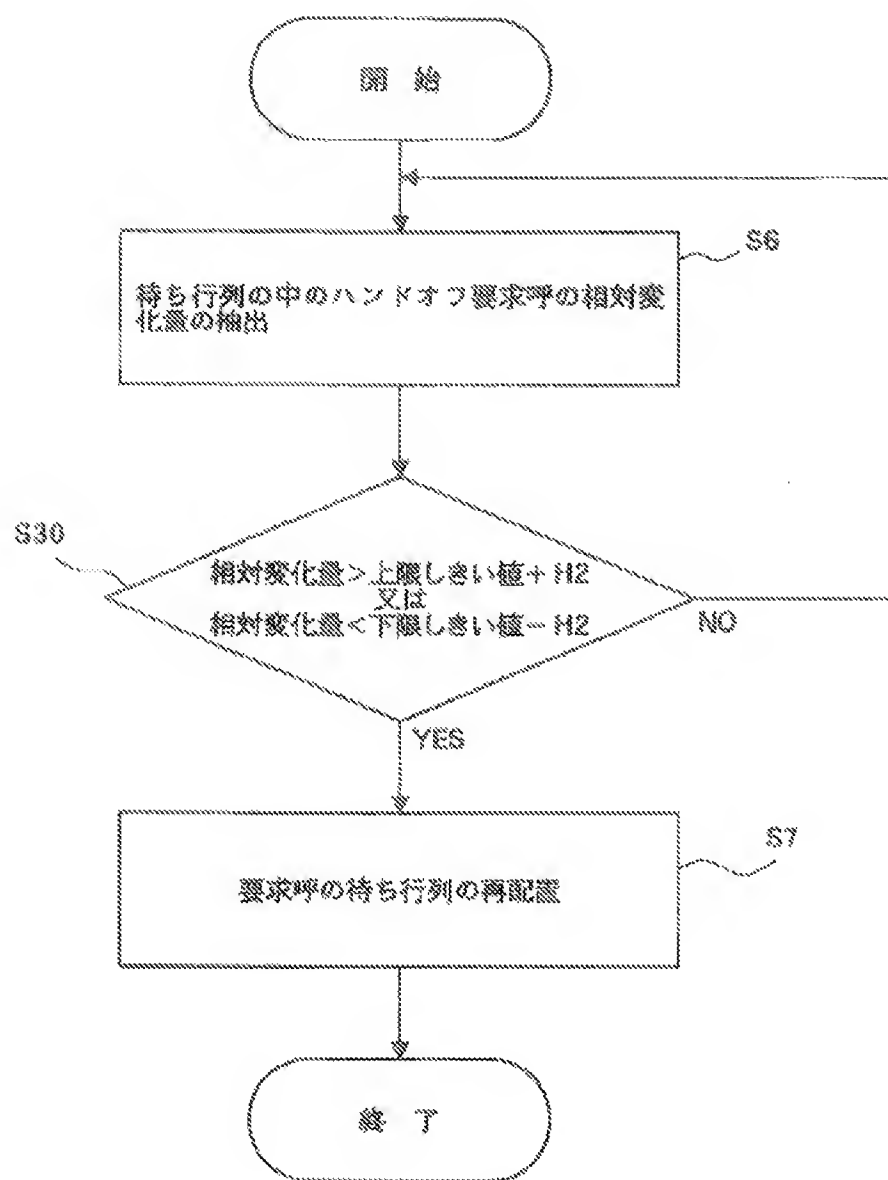 開 始
S6
待ち行列の中のハンドオフ要求呼の相対変
化量の抽出
S30
相対変化量>上限しきい値+H2
又は
相対変化量<下限しきい値-H2
NO
YES
S7
要求呼の待ち行列の再配置
終 了